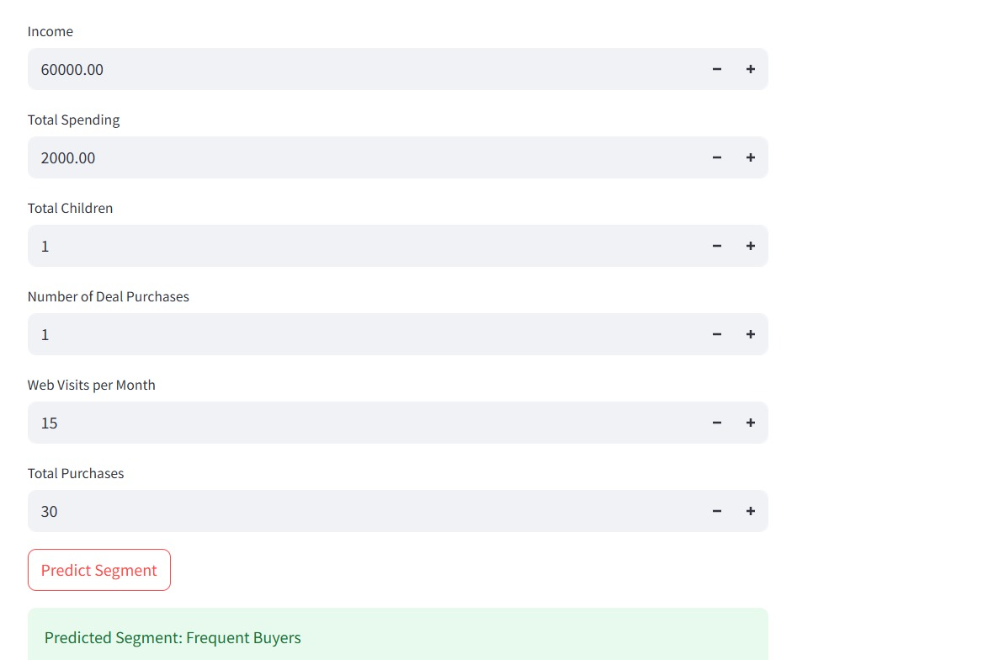 Income
60000.00
Total Spending
2000.00
Total Children
1
Number of Deal Purchases
1
Web Visits per Month
15
Total Purchases
30
Predict Segment
Predicted Segment: Frequent Buyers